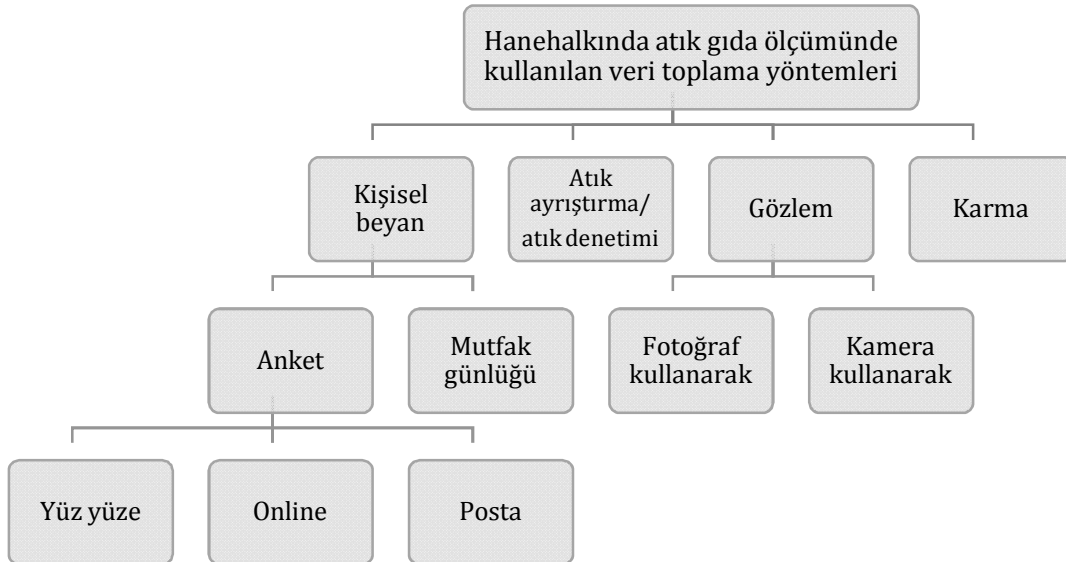 Hanehalkında atık gıda ölçümünde
kullanılan veri toplama yöntemleri
Kişisel
beyan
Atık
ayrıştırma/
atık denetimi
Gözlem
Karma
Anket
Mutfak
günlüğü
Fotoğraf
kullanarak
Kamera
kullanarak
Yüz yüze
Online
Posta